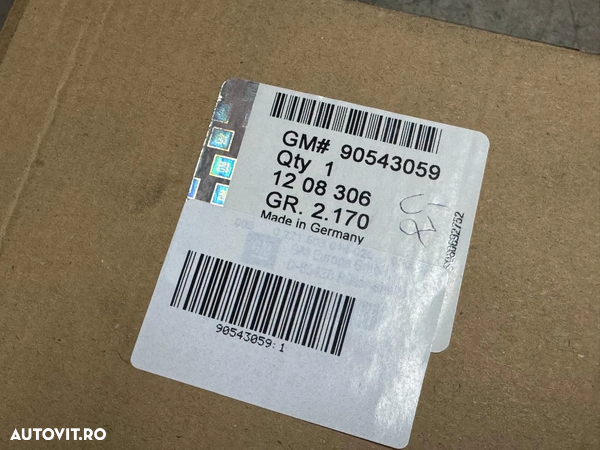 GM# 90543059
Qty 1
12 08 306
GR. 2.170
Made in Germany
90543059:1
AUTOVIT.RO